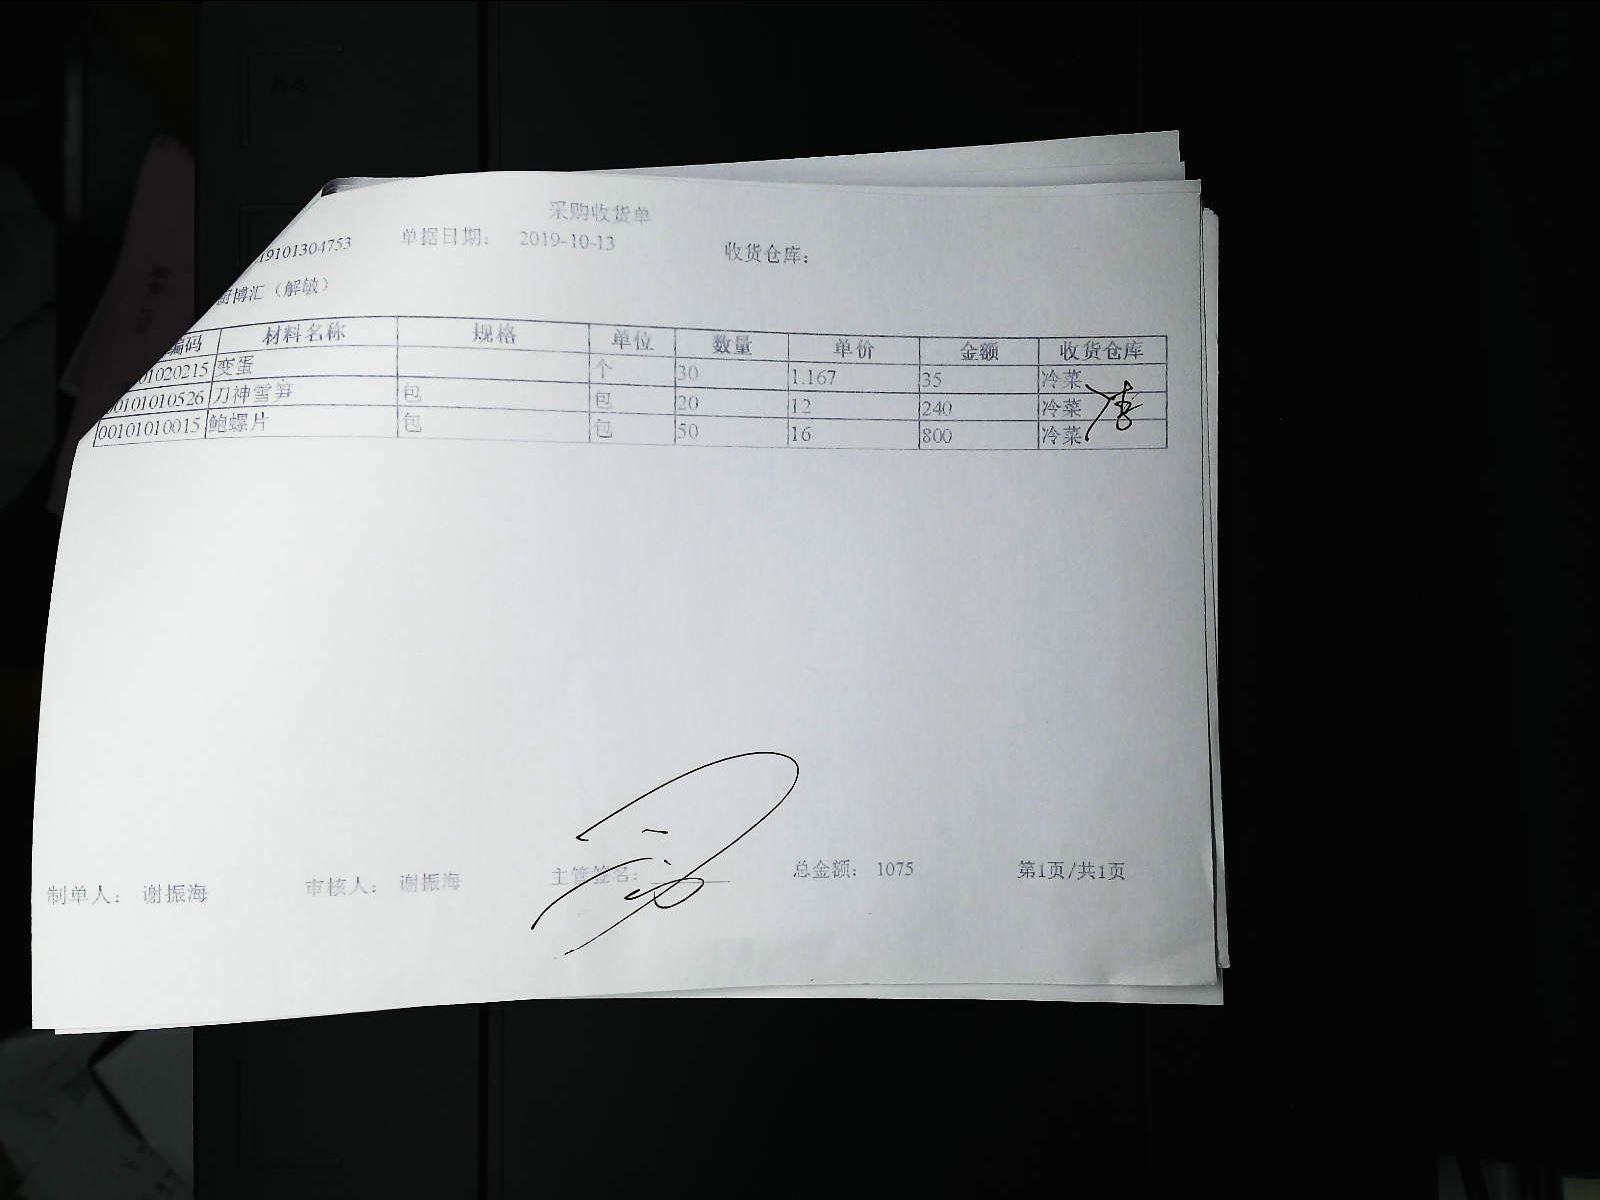 采购收货单
19101304753 单据日期： 2019-10-13 收货仓库：
博汇（解敏）
编码 材料名称 规格 单位 数量 单价 金额 收货仓库
01020215 变蛋 个 30 1.167 35 冷菜
00101010526 刀神雪笋 包 包 20 12 240 冷菜
00101010015 鲍螺片 包 包 50 16 800 冷菜
制单人： 谢振海 审核人： 谢振海 主管签名： 总金额： 1075 第1页/共1页